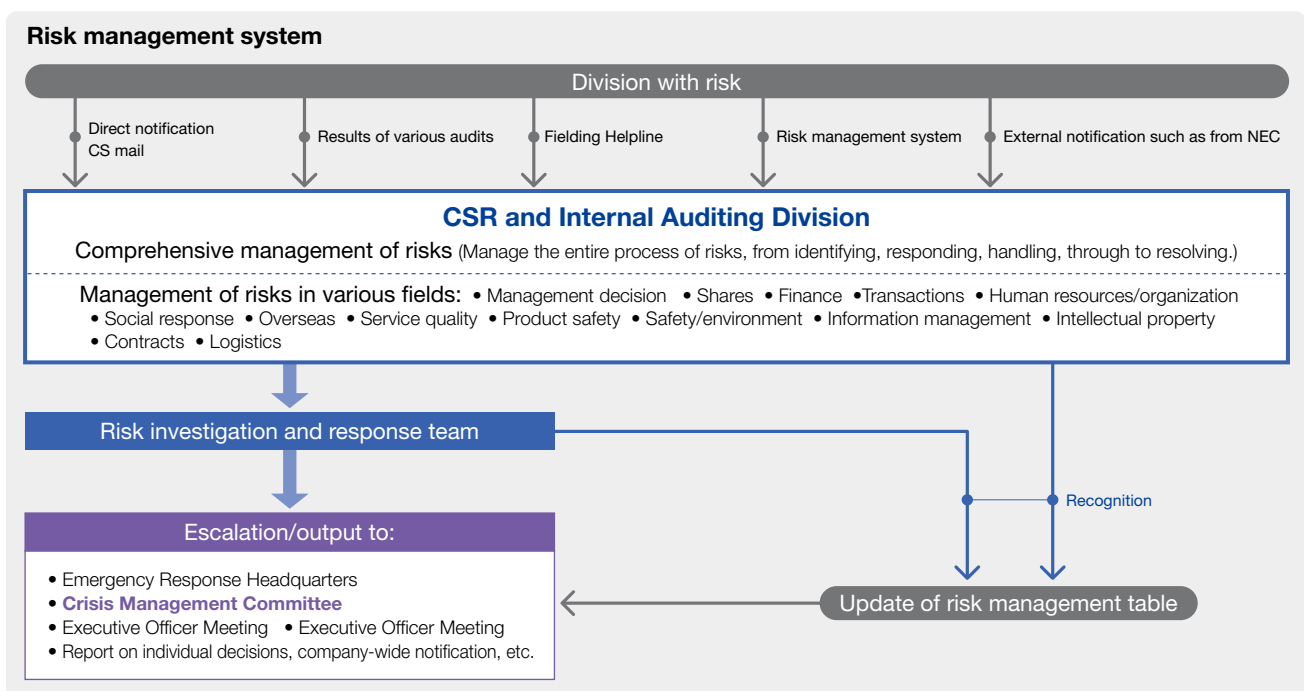 Risk management system
Division with risk
Direct notification
CS mail
Results of various audits
Fielding Helpline
Risk management system
External notification such as from NEC
CSR and Internal Auditing Division
Comprehensive management of risks (Manage the entire process of risks, from identifying, responding, handling, through to resolving.)
Management of risks in various fields: • Management decision • Shares • Finance •Transactions • Human resources/organization
• Social response • Overseas • Service quality • Product safety • Safety/environment • Information management • Intellectual property
• Contracts • Logistics
Risk investigation and response team
Recognition
Escalation/output to:
• Emergency Response Headquarters
• Crisis Management Committee
• Executive Officer Meeting • Executive Officer Meeting
• Report on individual decisions, company-wide notification, etc.
Update of risk management table